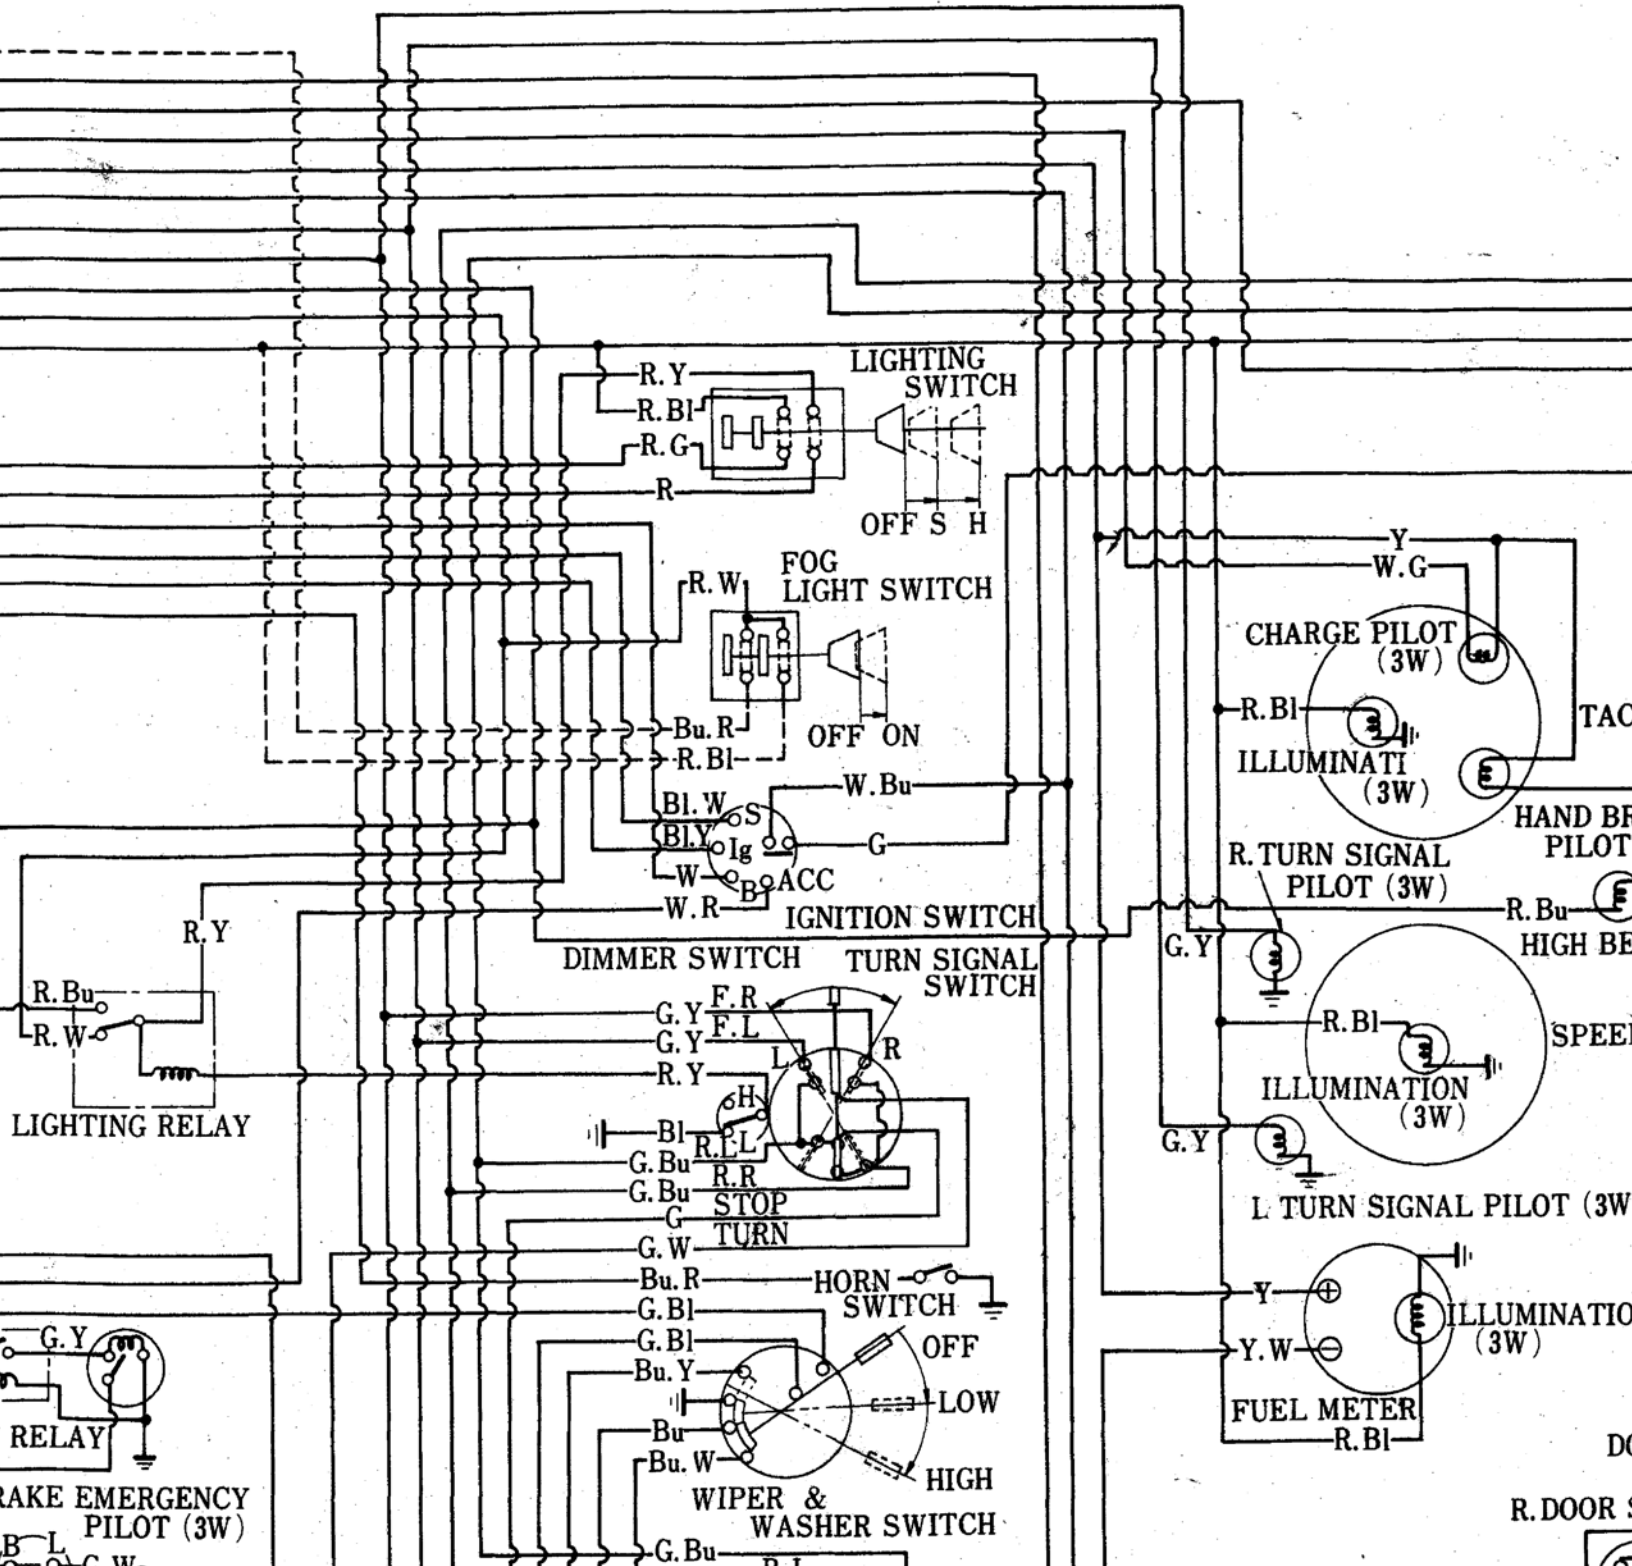 LIGHTING
SWITCH
R.Y
R.Bl
R.G
R
OFF S H
FOG
LIGHT SWITCH
R.W
Bu.R
R.Bl
OFF ON
Y
W.G
CHARGE PILOT
(3W)
R.Bl
ILLUMINATI
(3W)
TAC
W.Bu
Bl.W
S
Bl.Y
Ig
G
W
B
ACC
W.R
IGNITION SWITCH
HAND BR
PILOT
R.TURN SIGNAL
PILOT (3W)
R.Bu
HIGH BE
R.Y
DIMMER SWITCH
TURN SIGNAL
SWITCH
G.Y
R.Bu
R.W
LIGHTING RELAY
G.Y
F.R
G.Y
F.L
L
R
R.Y
H
Bl
R.L
L
G.Bu
R.R
G.Bu
STOP
G
TURN
G.W
R.Bl
SPEE
ILLUMINATION
(3W)
G.Y
L TURN SIGNAL PILOT (3W
Bu.R
HORN
SWITCH
G.Bl
G.Bl
OFF
Bu.Y
LOW
Bu
Bu.W
HIGH
WIPER &
WASHER SWITCH
G.Bu
Y
Y.W
ILLUMINATIO
(3W)
FUEL METER
R.Bl
G.Y
RELAY
RAKE EMERGENCY
PILOT (3W)
B L
G.W
DO
R.DOOR S